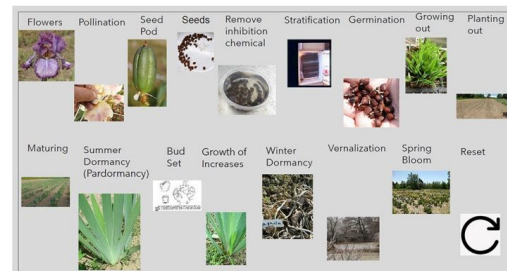 Flowers
Pollination
Seed
Pod
Seeds
Remove
inhibition
chemical
Stratification
Germination
Growing
out
Planting
out
Maturing
Summer
Dormancy
(Pardormancy)
Bud
Set
Growth of
Increases
Winter
Dormancy
Vernalization
Spring
Bloom
Reset